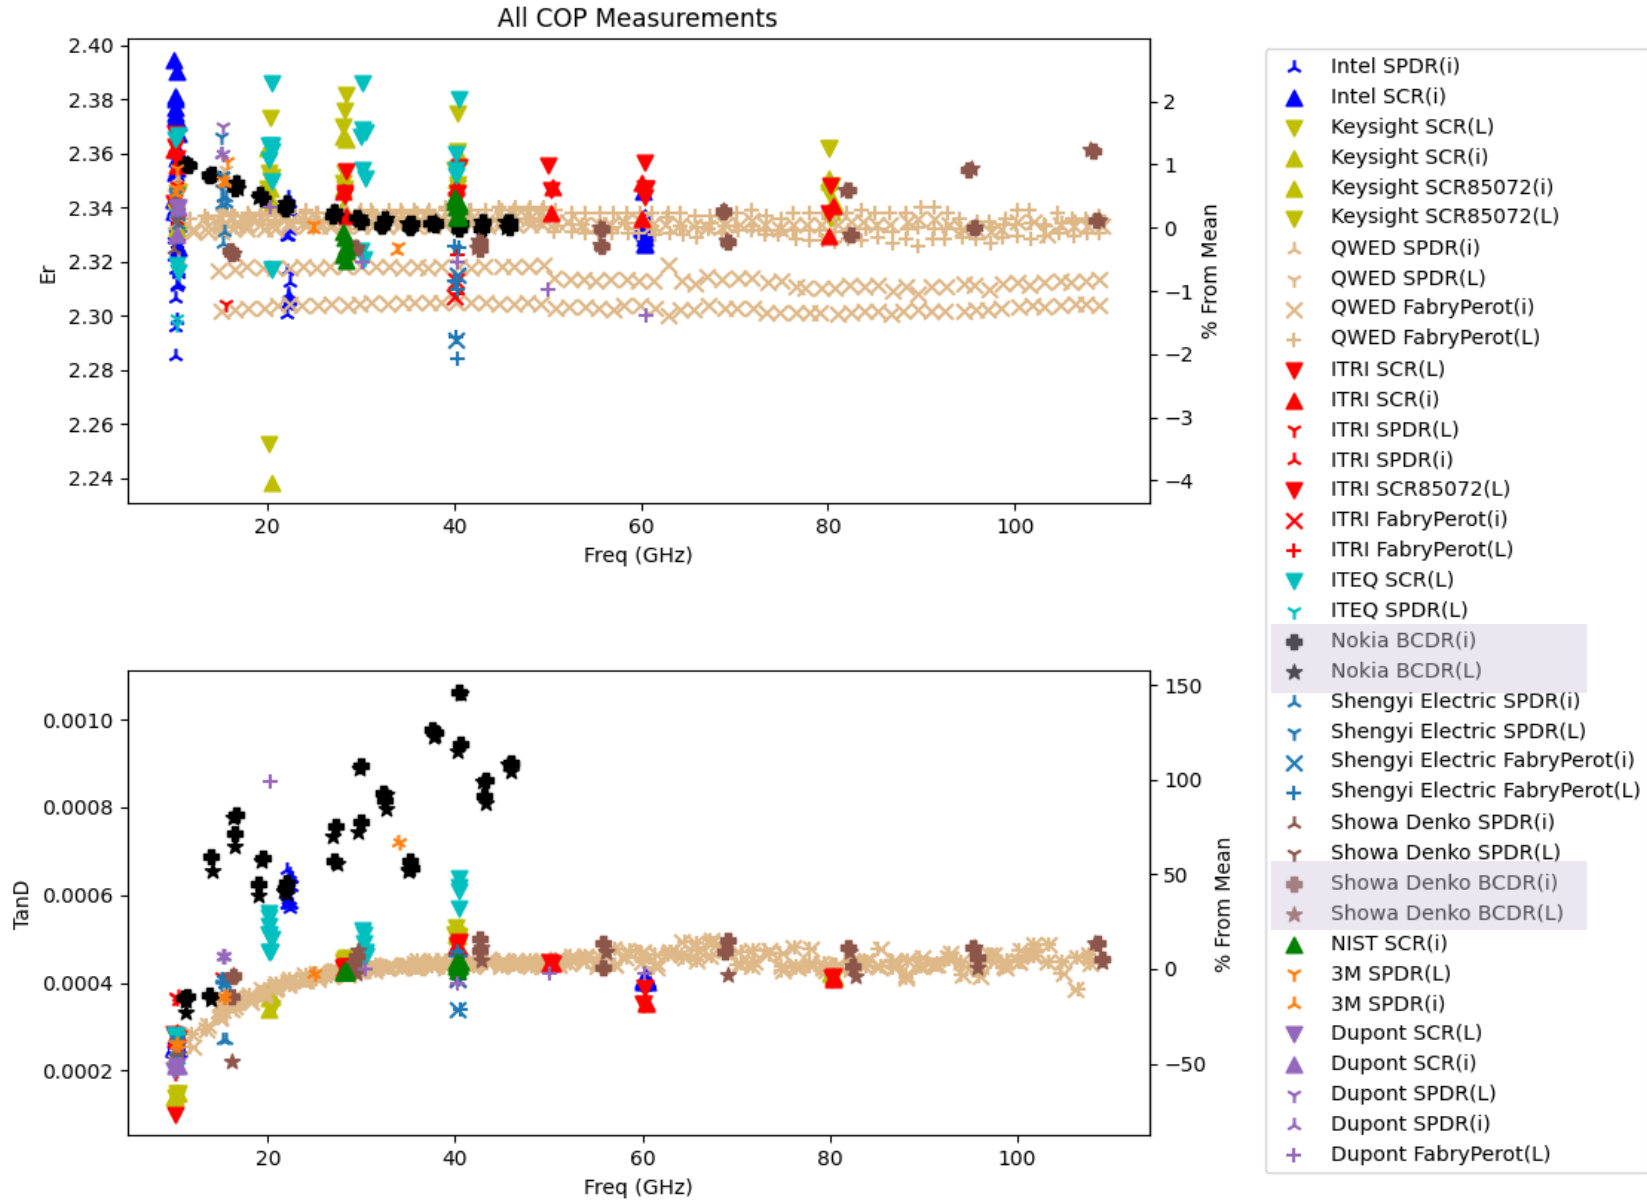 All COP Measurements
2.40
2.38
2.36
2.34
2.32
2.30
2.28
2.26
2.24
Er
2
1
0
−1
−2
−3
−4
% From Mean
20 40 60 80 100
Freq (GHz)
0.0010
0.0008
0.0006
0.0004
0.0002
TanD
150
100
50
0
−50
% From Mean
20 40 60 80 100
Freq (GHz)
Intel SPDR(i)
Intel SCR(i)
Keysight SCR(L)
Keysight SCR(i)
Keysight SCR85072(i)
Keysight SCR85072(L)
QWED SPDR(i)
QWED SPDR(L)
QWED FabryPerot(i)
QWED FabryPerot(L)
ITRI SCR(L)
ITRI SCR(i)
ITRI SPDR(L)
ITRI SPDR(i)
ITRI SCR85072(L)
ITRI FabryPerot(i)
ITRI FabryPerot(L)
ITEQ SCR(L)
ITEQ SPDR(L)
Nokia BCDR(i)
Nokia BCDR(L)
Shengyi Electric SPDR(i)
Shengyi Electric SPDR(L)
Shengyi Electric FabryPerot(i)
Shengyi Electric FabryPerot(L)
Showa Denko SPDR(i)
Showa Denko SPDR(L)
Showa Denko BCDR(i)
Showa Denko BCDR(L)
NIST SCR(i)
3M SPDR(L)
3M SPDR(i)
Dupont SCR(L)
Dupont SCR(i)
Dupont SPDR(L)
Dupont SPDR(i)
Dupont FabryPerot(L)